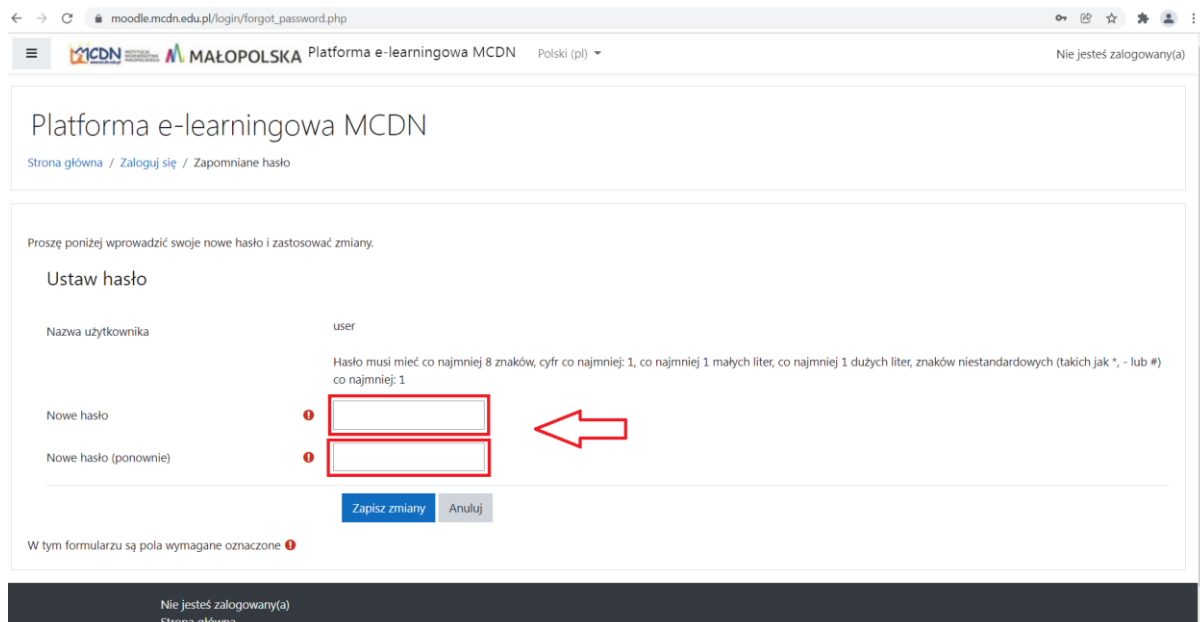 moodle.mcdn.edu.pl/login/forgot_password.php
MCDN MAŁOPOLSKA Platforma e-learningowa MCDN Polski (pl) Nie jesteś zalogowany(a)
Platforma e-learningowa MCDN
Strona główna / Zaloguj się / Zapomniane hasło
Proszę poniżej wprowadzić swoje nowe hasło i zastosować zmiany.
Ustaw hasło
Nazwa użytkownika user
Hasło musi mieć co najmniej 8 znaków, cyfr co najmniej: 1, co najmniej 1 małych liter, co najmniej 1 dużych liter, znaków niestandardowych (takich jak *, - lub #)
co najmniej: 1
Nowe hasło
Nowe hasło (ponownie)
Zapisz zmiany Anuluj
W tym formularzu są pola wymagane oznaczone
Nie jesteś zalogowany(a)
Strona główna